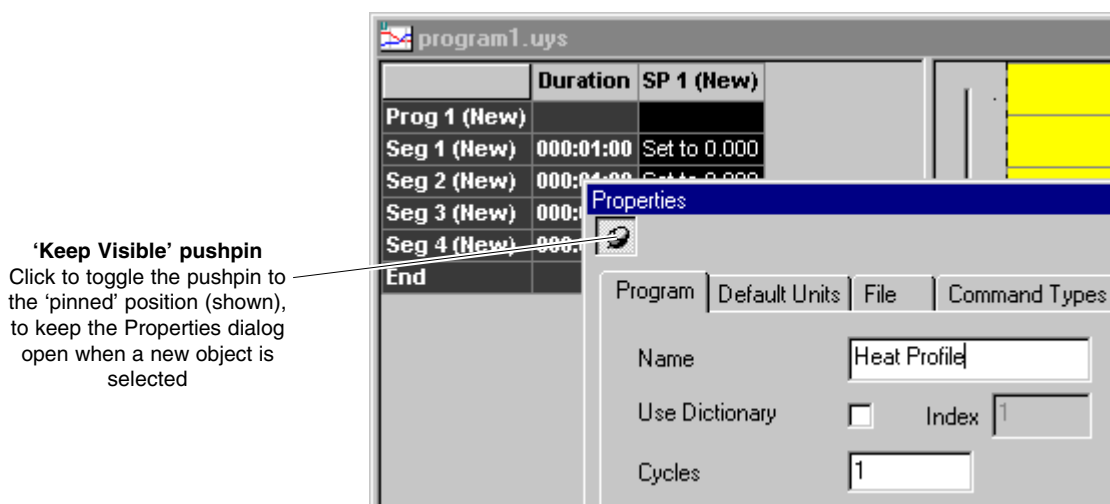 program1.uys
Duration SP 1 (New)
Prog 1 (New)
Seg 1 (New) 000:01:00 Set to 0.000
Seg 2 (New)
Seg 3 (New)
Seg 4 (New)
End
Properties
Program Default Units File Command Types
Name Heat Profile
Use Dictionary Index 1
Cycles 1
‘Keep Visible’ pushpin
Click to toggle the pushpin to
the ‘pinned’ position (shown),
to keep the Properties dialog
open when a new object is
selected